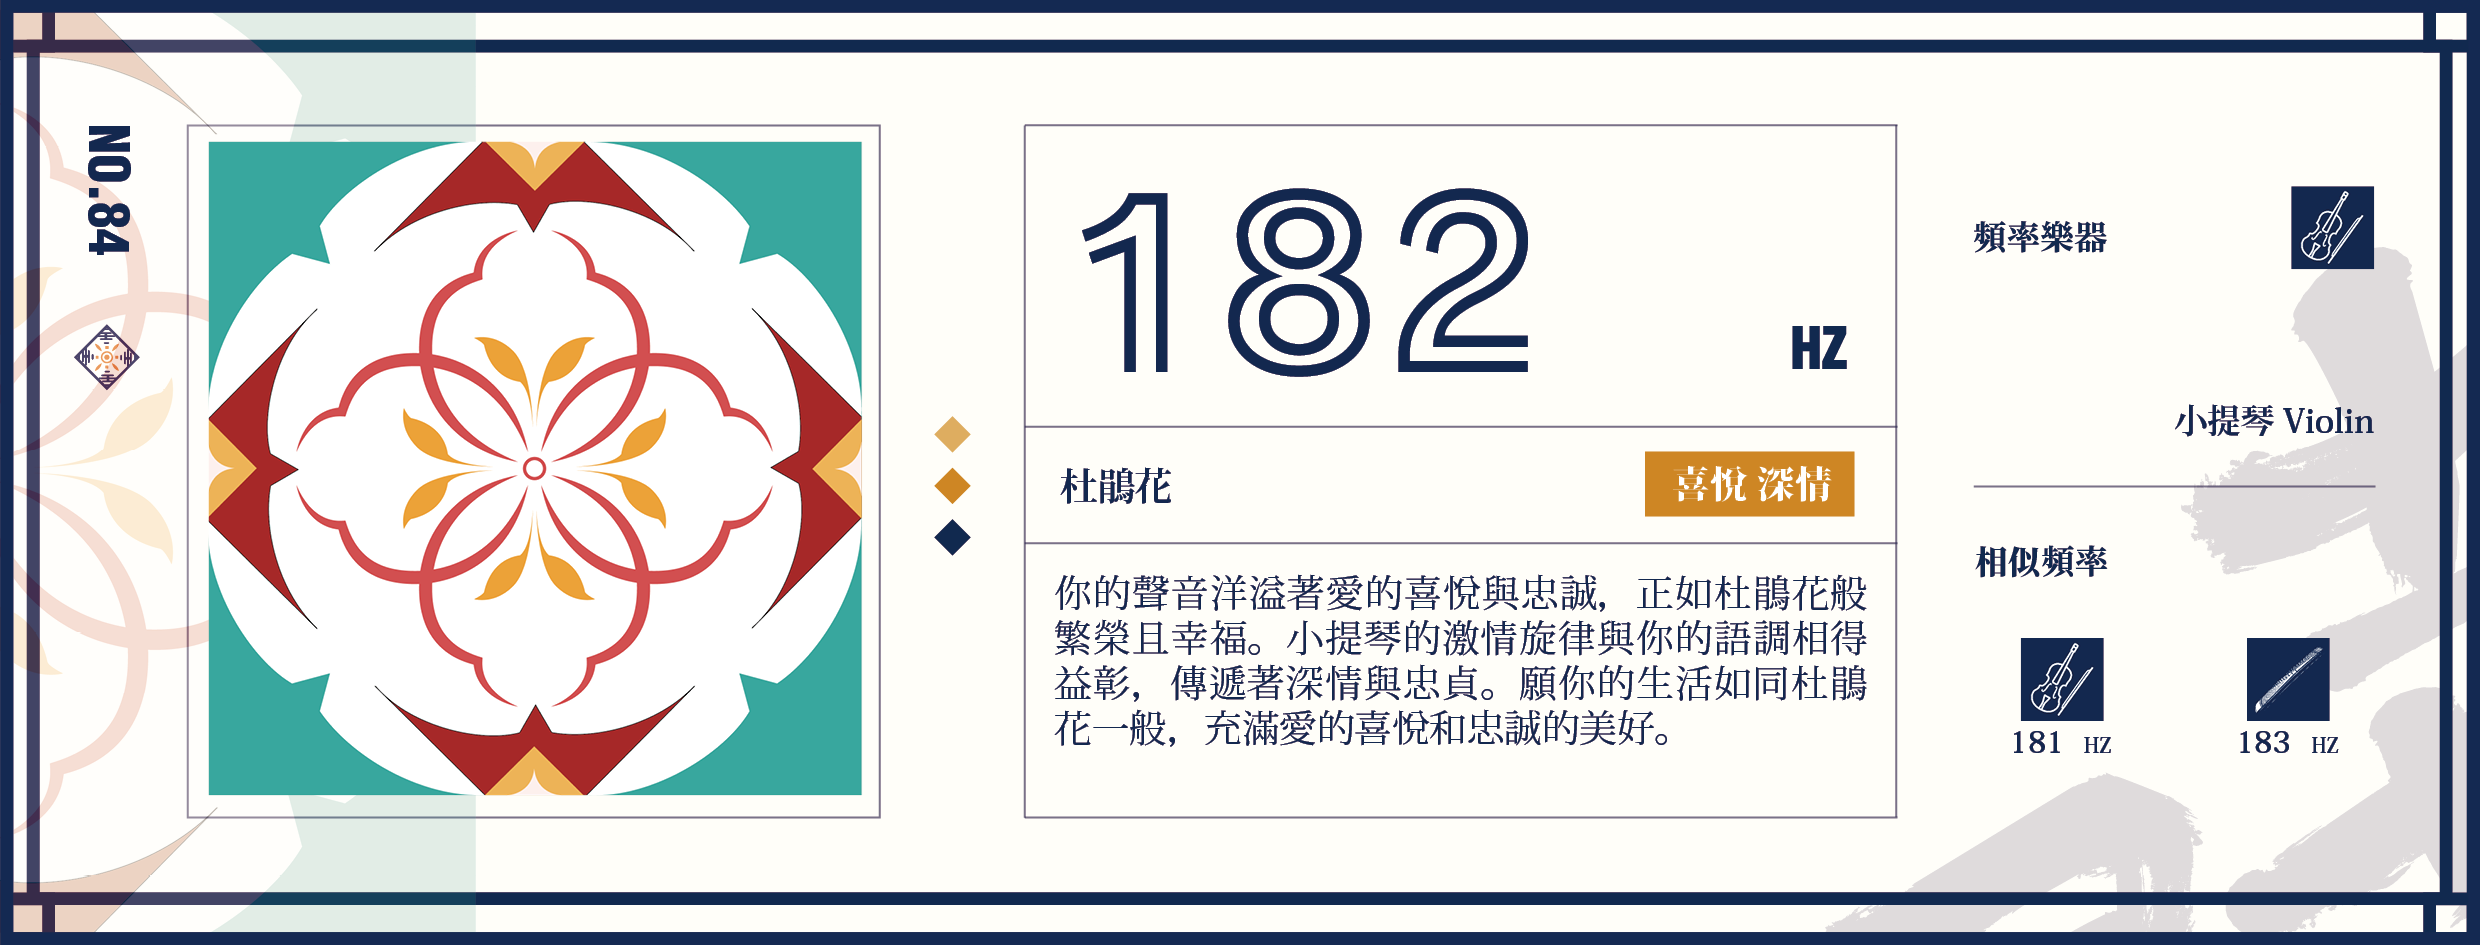 NO.84
182
HZ
杜鵑花
喜悅 深情
你的聲音洋溢著愛的喜悅與忠誠，正如杜鵑花般
繁榮且幸福。小提琴的激情旋律與你的語調相得
益彰，傳遞著深情與忠貞。願你的生活如同杜鵑
花一般，充滿愛的喜悅和忠誠的美好。
頻率樂器
小提琴 Violin
相似頻率
181 HZ
183 HZ